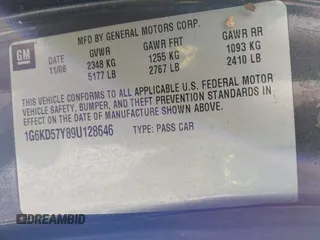 MFD BY GENERAL MOTORS CORP.
GM
DATE GVWR GAWR FRT GAWR RR
11/08 2348 KG 1255 KG 1093 KG
5177 LB 2767 LB 2410 LB
THIS VEHICLE CONFORMS TO ALL APPLICABLE U.S. FEDERAL MOTOR
VEHICLE SAFETY, BUMPER, AND THEFT PREVENTION STANDARDS IN
EFFECT ON THE DATE OF MANUFACTURE SHOWN ABOVE.
1G6KD57Y89U128646 TYPE: PASS CAR
DREAMBID